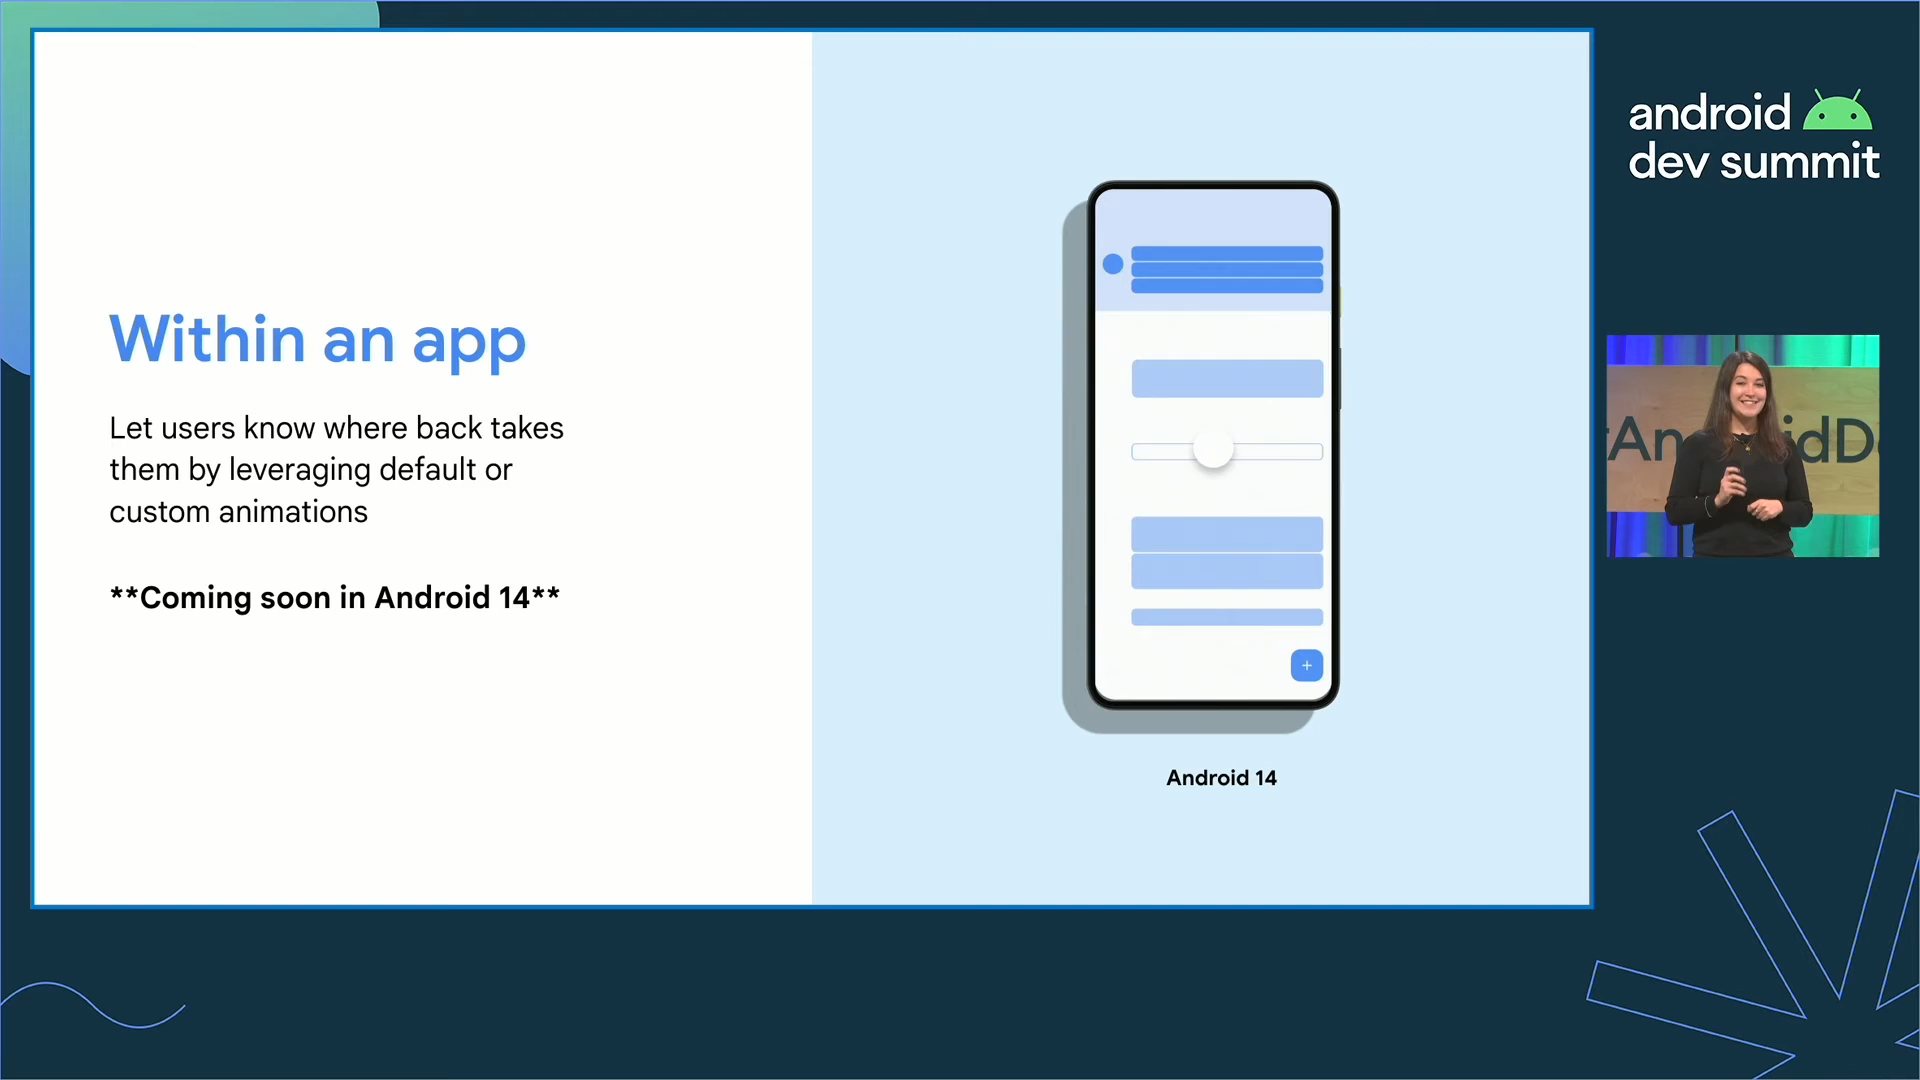 Within an app
Let users know where back takes
them by leveraging default or
custom animations
**Coming soon in Android 14**
+
Android 14
android
dev summit